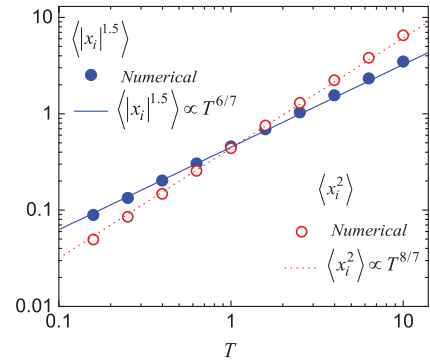 10
⟨|x_i|^{1.5}⟩
Numerical
⟨|x_i|^{1.5}⟩ ∝ T^{6/7}
1
⟨x_i^2⟩
0.1
Numerical
⟨x_i^2⟩ ∝ T^{8/7}
0.01
0.1 1 10
T